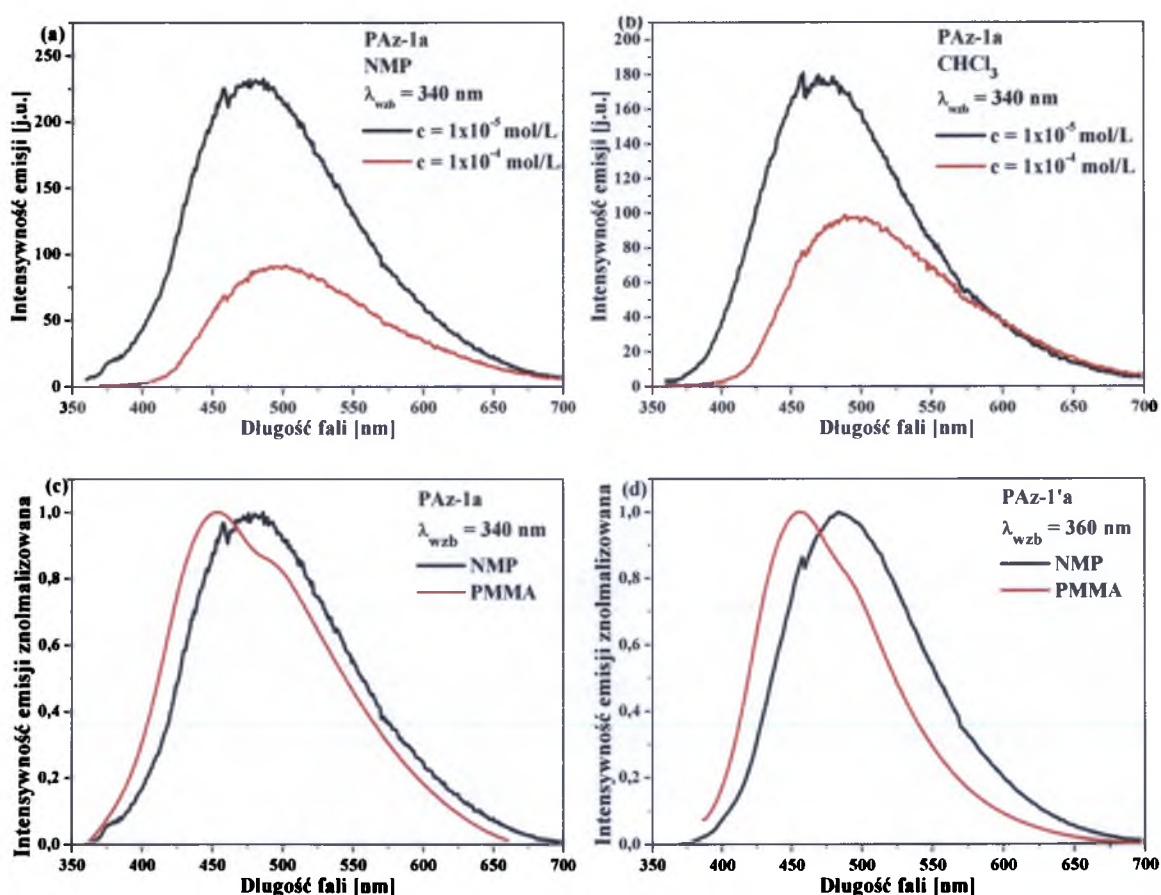 (a)
PAz-1a
NMP
λwzb = 340 nm
c = 1x10⁻⁵ mol/L
c = 1x10⁻⁴ mol/L
Intensywność emisji [j.u.]
250
200
150
100
50
0
350 400 450 500 550 600 650 700
Długość fali [nm]
(b)
PAz-1a
CHCl₃
λwzb = 340 nm
c = 1x10⁻⁵ mol/L
c = 1x10⁻⁴ mol/L
Intensywność emisji [j.u.]
200
180
160
140
120
100
80
60
40
20
0
350 400 450 500 550 600 650 700
Długość fali [nm]
(c)
PAz-1a
λwzb = 340 nm
NMP
PMMA
Intensywność emisji znolmalizowana
1,0
0,8
0,6
0,4
0,2
0,0
350 400 450 500 550 600 650 700
Długość fali [nm]
(d)
PAz-1'a
λwzb = 360 nm
NMP
PMMA
Intensywność emisji znolmalizowana
1,0
0,8
0,6
0,4
0,2
0,0
350 400 450 500 550 600 650 700
Długość fali [nm]